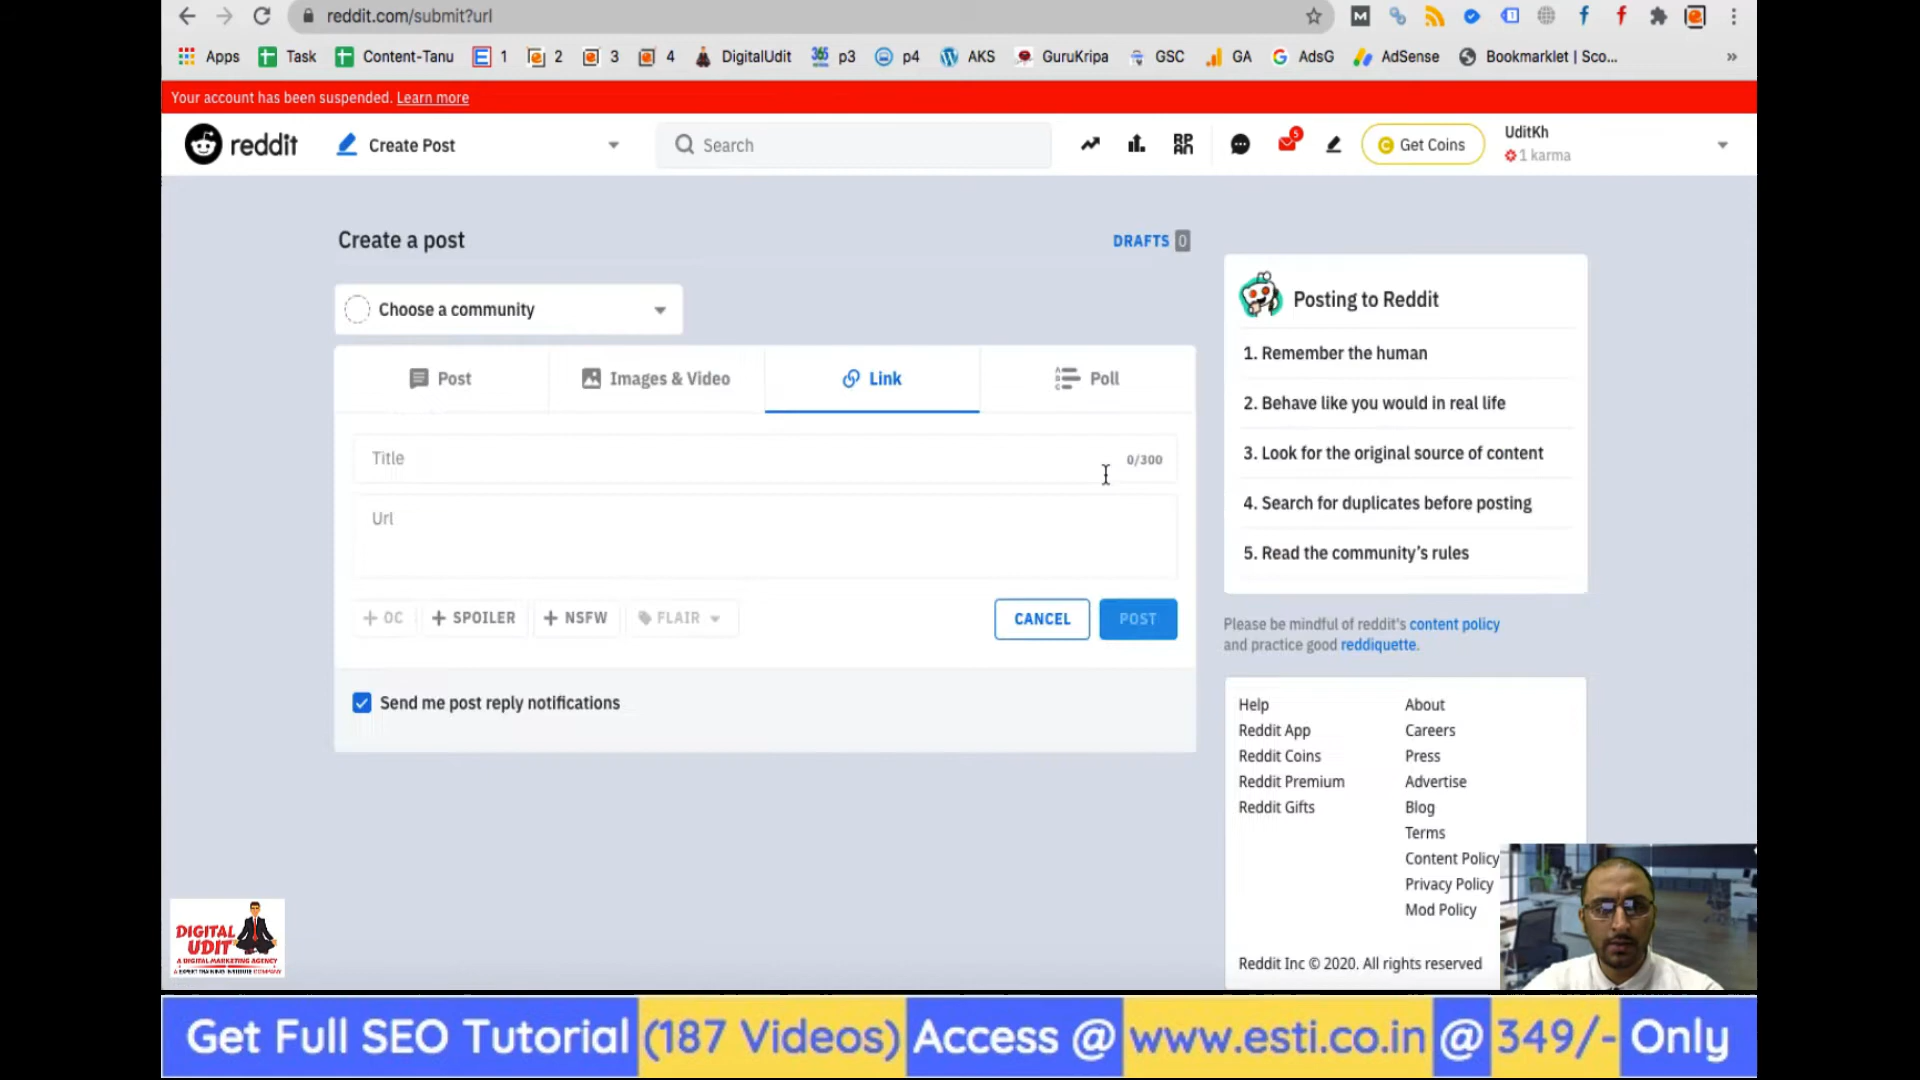 reddit.com/submit?url
Apps Task Content-Tanu 1 2 3 4 DigitalUdit p3 p4 AKS GuruKripa GSC GA AdsG AdSense Bookmarklet | Sco... »
Your account has been suspended. Learn more
reddit Create Post Search Get Coins UditKh
1 karma
5
Create a post DRAFTS 0
Choose a community
Post Images & Video Link Poll
Title 0/300
Url
+ OC + SPOILER + NSFW FLAIR CANCEL POST
Send me post reply notifications
Posting to Reddit
1. Remember the human
2. Behave like you would in real life
3. Look for the original source of content
4. Search for duplicates before posting
5. Read the community's rules
Please be mindful of reddit's content policy
and practice good reddiquette.
Help About
Reddit App Careers
Reddit Coins Press
Reddit Premium Advertise
Reddit Gifts Blog
Terms
Content Policy
Privacy Policy
Mod Policy
Reddit Inc © 2020. All rights reserved
DIGITAL
UDIT
A DIGITAL MARKETING AGENCY
A EXPERT TRAINING INSTITUTE COMPANY
Get Full SEO Tutorial (187 Videos) Access @ www.esti.co.in @ 349/- Only